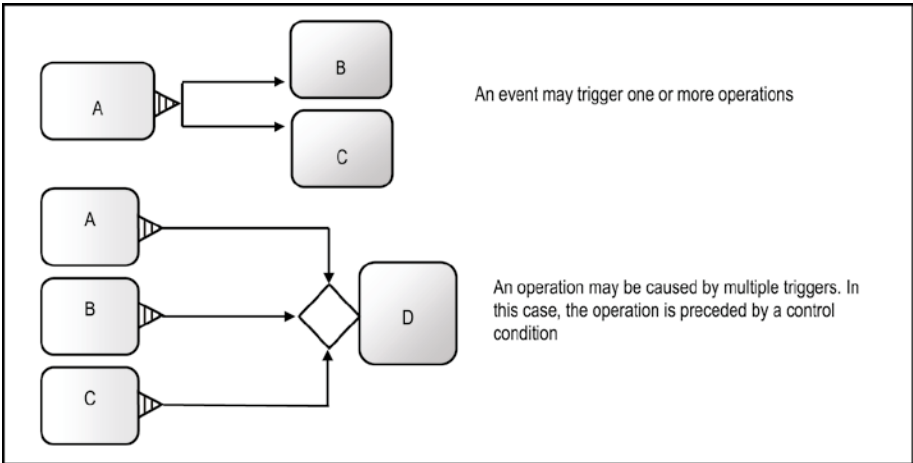 A
B
C
An event may trigger one or more operations
A
B
C
D
An operation may be caused by multiple triggers. In
this case, the operation is preceded by a control
condition